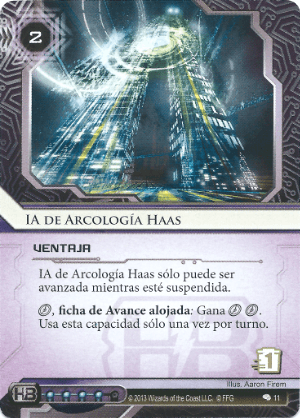 2
IA DE ARCOLOGÍA HAAS
VENTAJA
IA de Arcología Haas sólo puede ser
avanzada mientras esté suspendida.
, ficha de Avance alojada: Gana
Usa esta capacidad sólo una vez por turno.
1
Illus. Aaron Firem
HB
© 2013 Wizards of the Coast LLC. © FFG
11